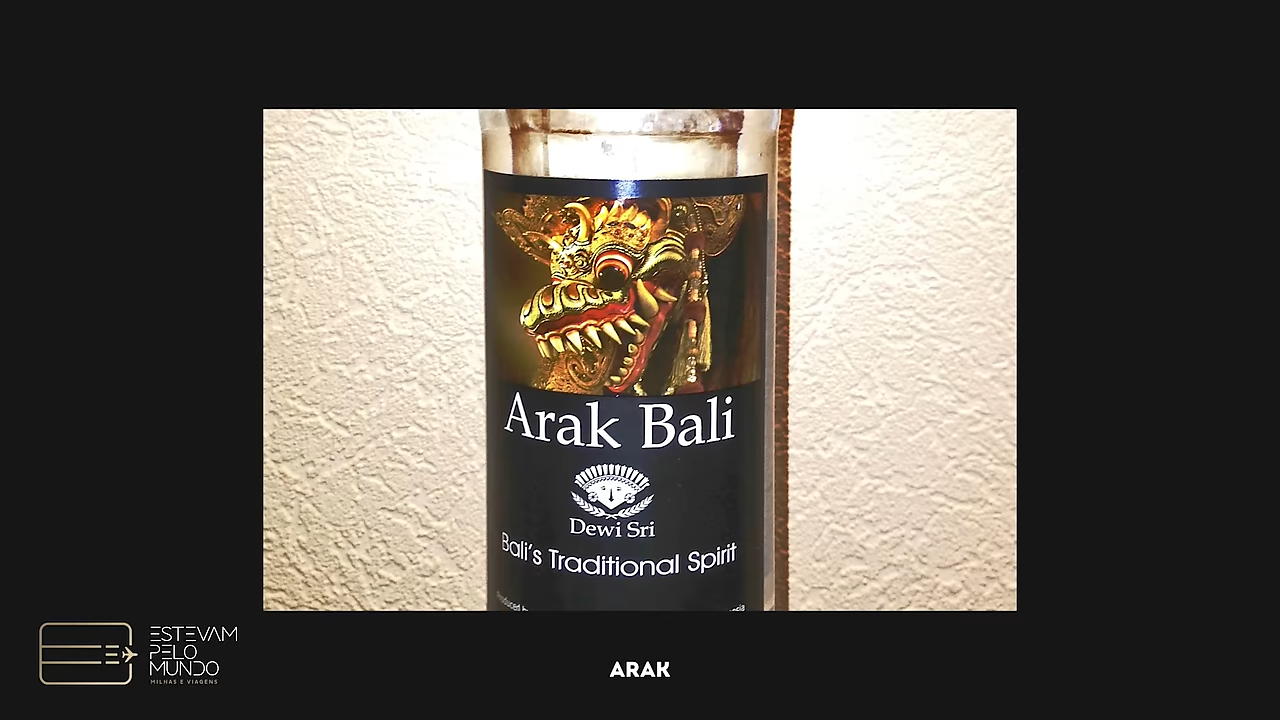 Arak Bali
Dewi Sri
Bali's Traditional Spirit
ESTEVAM
PELO
MUNDO
MILHAS E VIAGENS
ARAK